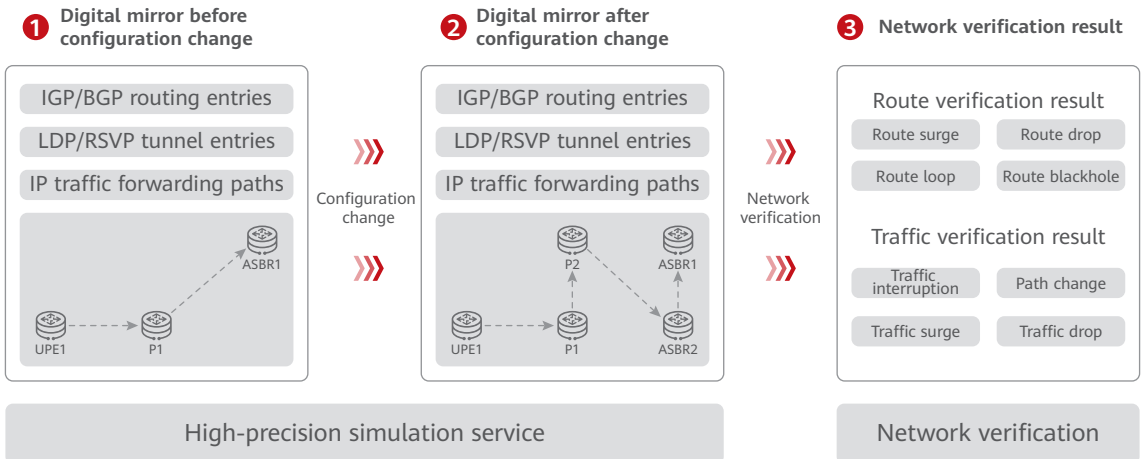 1 Digital mirror before
configuration change
IGP/BGP routing entries
LDP/RSVP tunnel entries
IP traffic forwarding paths
ASBR1
UPE1
P1
Configuration
change
2 Digital mirror after
configuration change
IGP/BGP routing entries
LDP/RSVP tunnel entries
IP traffic forwarding paths
P2
ASBR1
UPE1
P1
ASBR2
Network
verification
3 Network verification result
Route verification result
Route surge
Route drop
Route loop
Route blackhole
Traffic verification result
Traffic
interruption
Path change
Traffic surge
Traffic drop
High-precision simulation service
Network verification